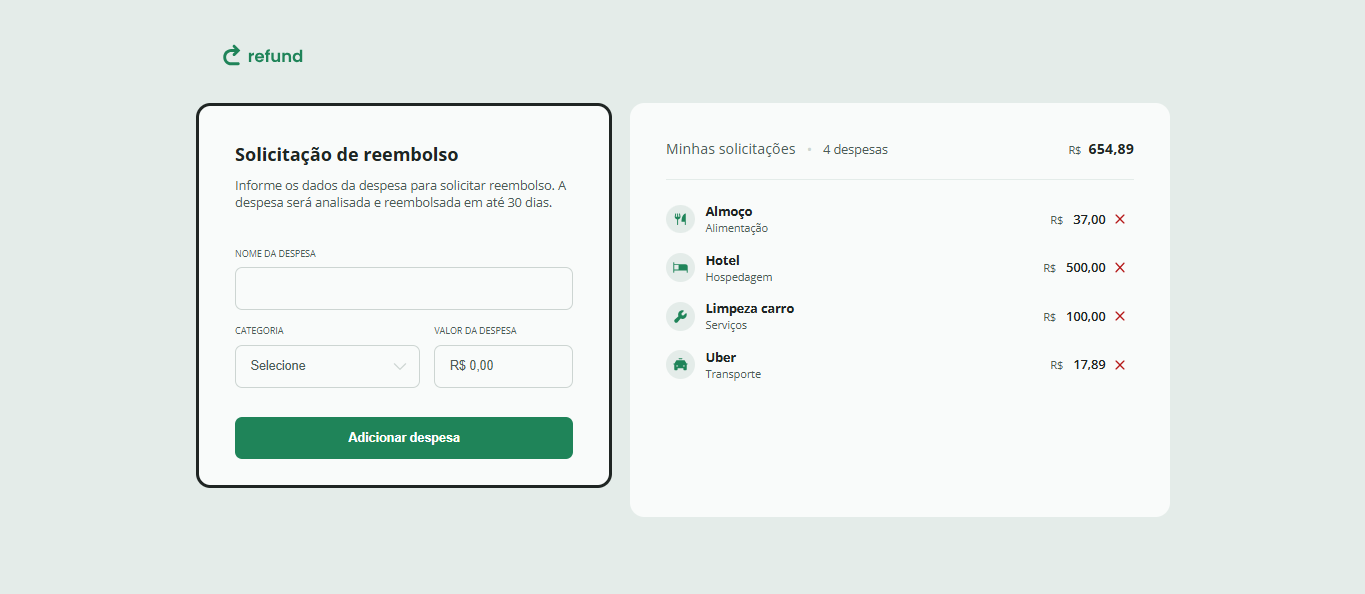 refund
Solicitação de reembolso
Informe os dados da despesa para solicitar reembolso. A
despesa será analisada e reembolsada em até 30 dias.
NOME DA DESPESA
CATEGORIA VALOR DA DESPESA
Selecione R$ 0,00
Adicionar despesa
Minhas solicitações • 4 despesas R$ 654,89
Almoço
Alimentação
R$ 37,00
Hotel
Hospedagem
R$ 500,00
Limpeza carro
Serviços
R$ 100,00
Uber
Transporte
R$ 17,89